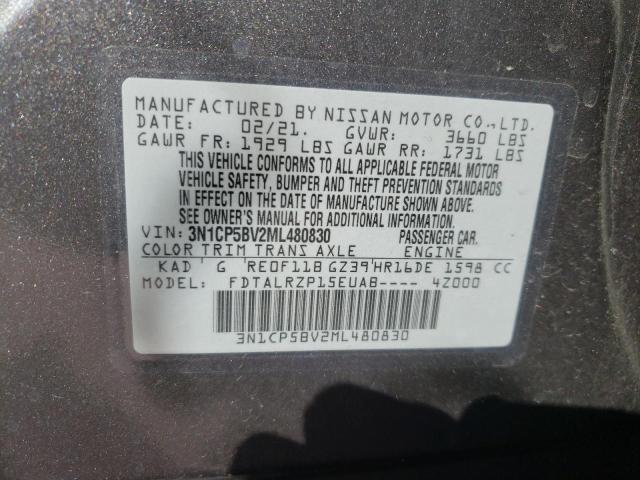 MANUFACTURED BY NISSAN MOTOR CO.,LTD.
DATE: 02/21. GVWR: 3660 LBS
GAWR FR: 1929 LBS GAWR RR: 1731 LBS
THIS VEHICLE CONFORMS TO ALL APPLICABLE FEDERAL MOTOR
VEHICLE SAFETY, BUMPER AND THEFT PREVENTION STANDARDS
IN EFFECT ON THE DATE OF MANUFACTURE SHOWN ABOVE.
SEE OWNER'S MANUAL FOR ADDITIONAL INFORMATION.
VIN: 3N1CP5BV2ML480830 PASSENGER CAR.
COLOR TRIM TRANS AXLE ENGINE
KAD G RE0F11B GZ39 HR16DE 1598 CC
MODEL: FDTALRZP15EUAB---- 4Z000
3N1CP5BV2ML480830